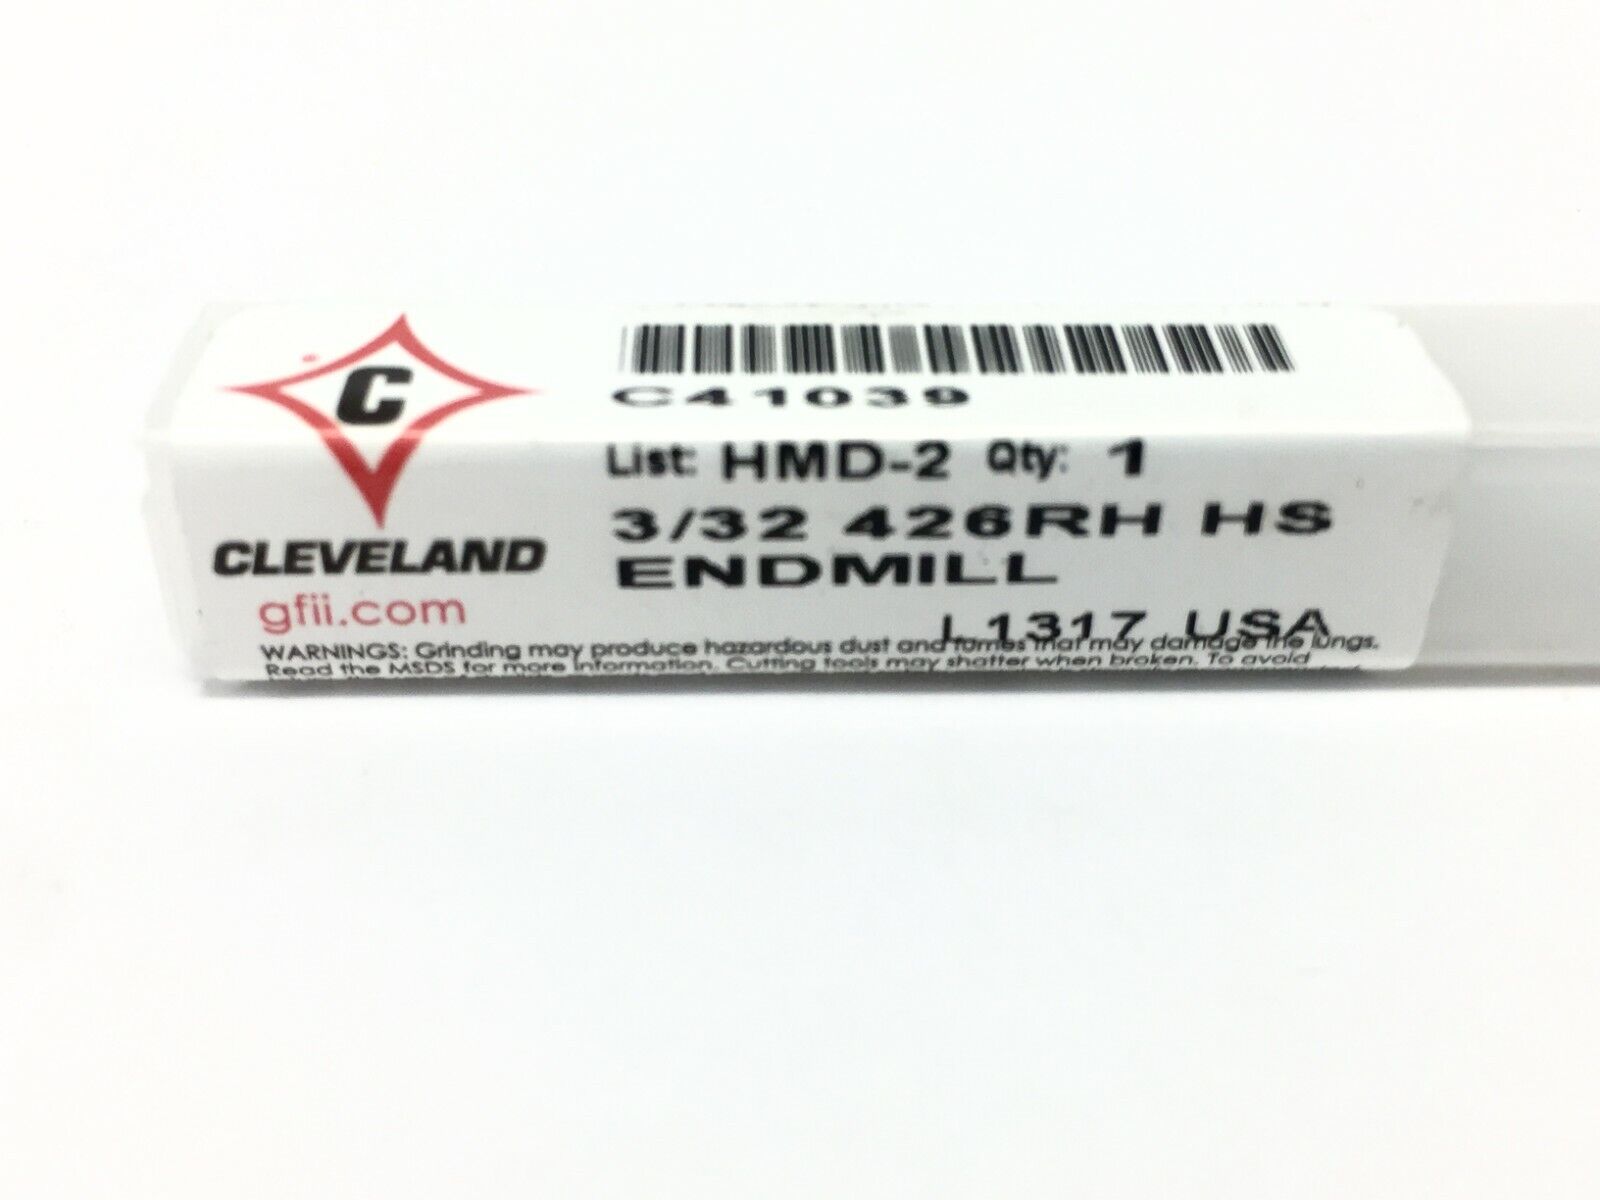 C
CLEVELAND
gfii.com
C41039
List: HMD-2 Qty: 1
3/32 426RH HS
ENDMILL
L1317 USA
WARNINGS: Grinding may produce hazardous dust and fumes that may damage the lungs.
Read the MSDS for more information. Cutting tools may shatter when broken. To avoid